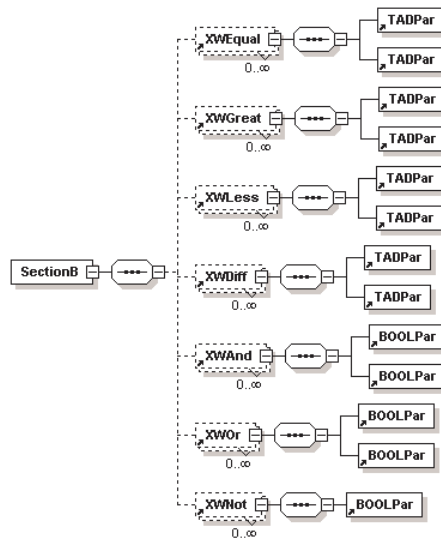 XWEqual
TADPar
0..∞
TADPar
XWGreat
TADPar
0..∞
TADPar
XWLess
TADPar
0..∞
TADPar
SectionB
XWDiff
TADPar
0..∞
TADPar
XWAnd
BOOLPar
0..∞
BOOLPar
XWOr
BOOLPar
0..∞
BOOLPar
XWNot
BOOLPar
0..∞